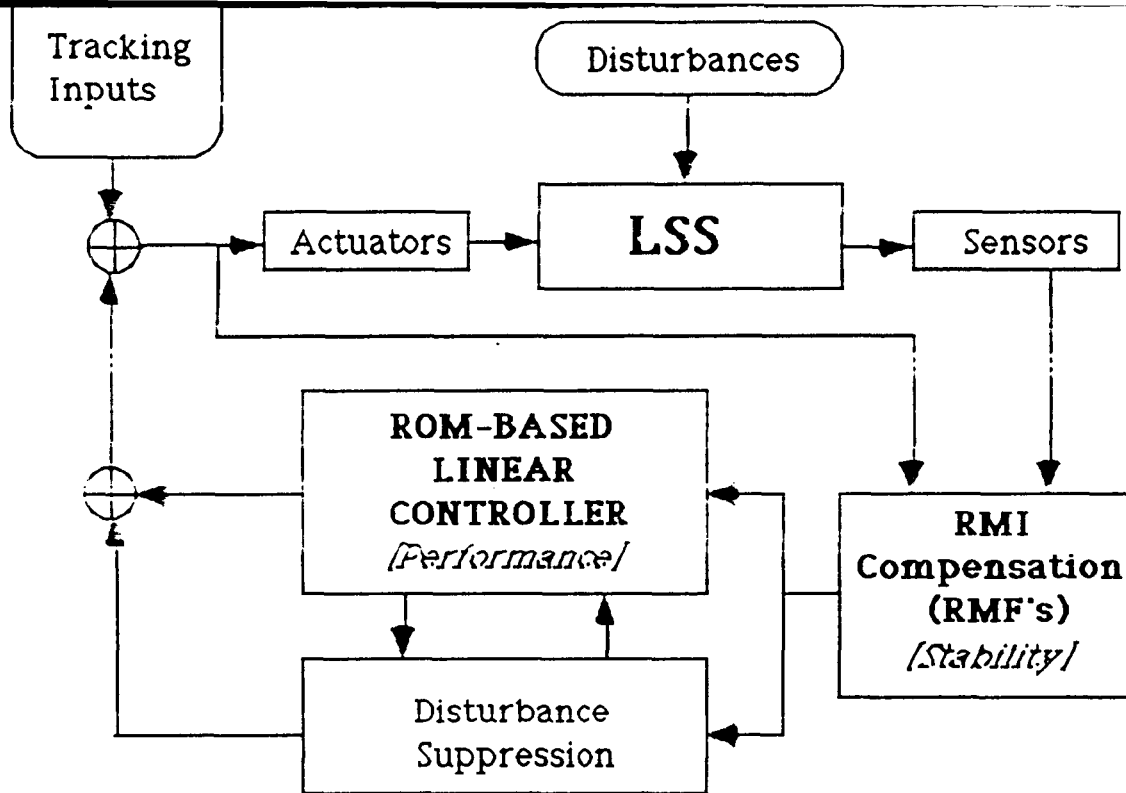 Tracking
Inputs
Disturbances
Actuators
LSS
Sensors
ROM-BASED
LINEAR
CONTROLLER
[Performance]
RMI
Compensation
(RMF's)
[Stability]
Disturbance
Suppression